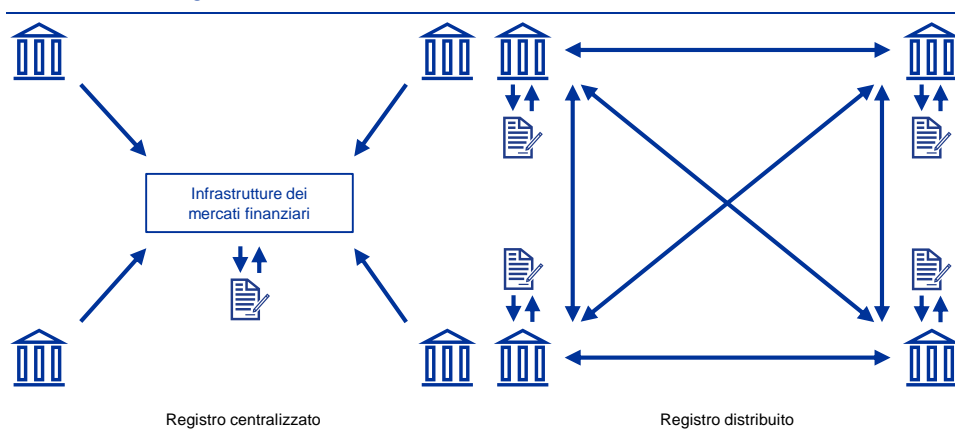 Infrastrutture dei
mercati finanziari
Registro centralizzato
Registro distribuito